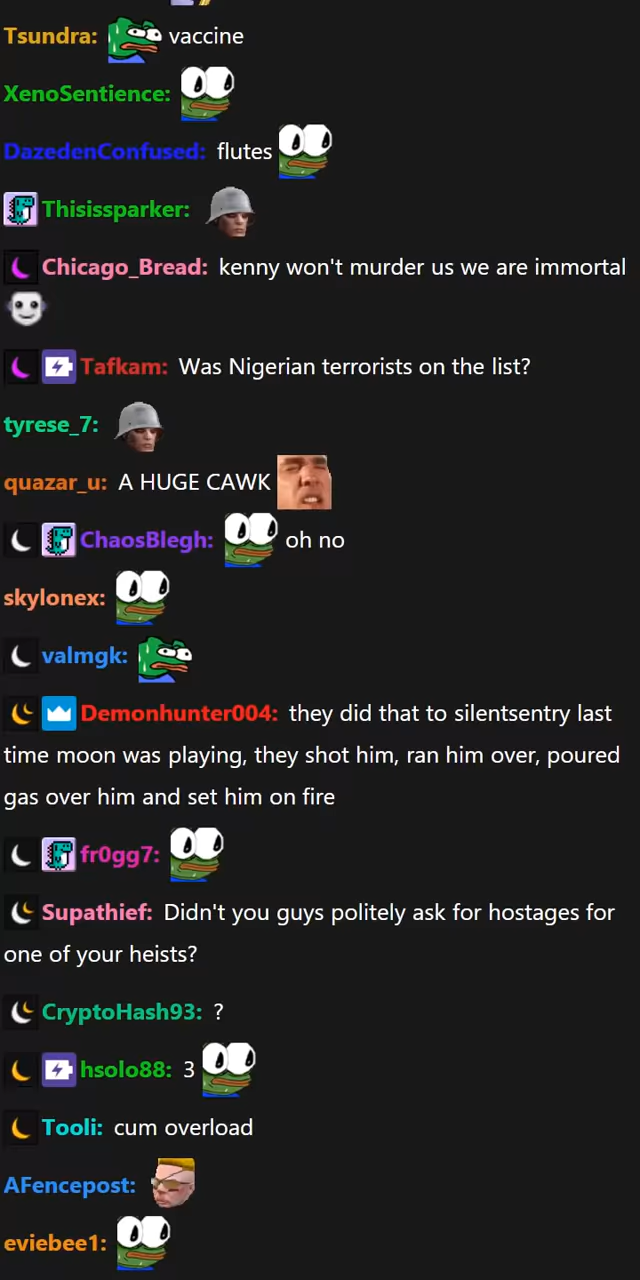 Tsundra: vaccine
XenoSentience:
DazedenConfused: flutes
Thisissparker:
Chicago_Bread: kenny won't murder us we are immortal
Tafkam: Was Nigerian terrorists on the list?
tyrese_7:
quazar_u: A HUGE CAWK
ChaosBlegh: oh no
skylonex:
valmgk:
Demonhunter004: they did that to silentsentry last
time moon was playing, they shot him, ran him over, poured
gas over him and set him on fire
fr0gg7:
Supathief: Didn't you guys politely ask for hostages for
one of your heists?
CryptoHash93: ?
hsolo88: 3
Tooli: cum overload
AFencepost:
eviebee1: